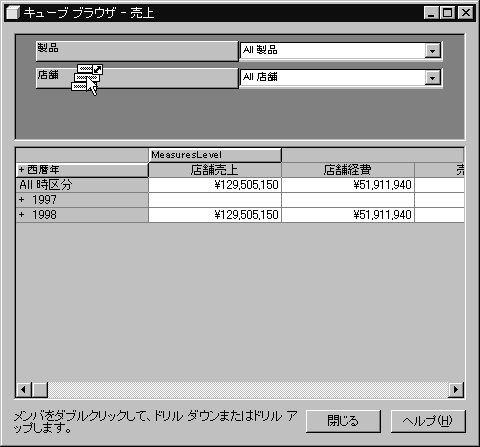 キューブ ブラウザ - 売上
製品 All 製品
店舗 All 店舗
MeasuresLevel
+ 西暦年 店舗売上 店舗経費
All 時区分 ¥129,505,150 ¥51,911,940
+ 1997
+ 1998 ¥129,505,150 ¥51,911,940
メンバをダブルクリックして、ドリル ダウンまたはドリル ア
ップします。
閉じる ヘルプ(H)